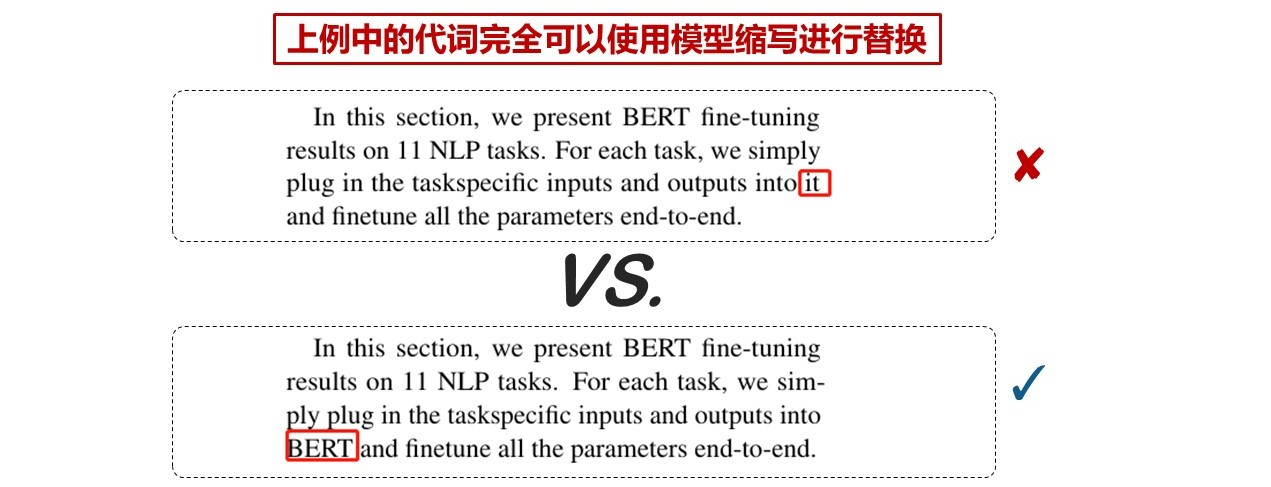 上例中的代词完全可以使用模型缩写进行替换
In this section, we present BERT fine-tuning
results on 11 NLP tasks. For each task, we simply
plug in the taskspecific inputs and outputs into it
and finetune all the parameters end-to-end.
VS.
In this section, we present BERT fine-tuning
results on 11 NLP tasks. For each task, we sim-
ply plug in the taskspecific inputs and outputs into
BERT and finetune all the parameters end-to-end.